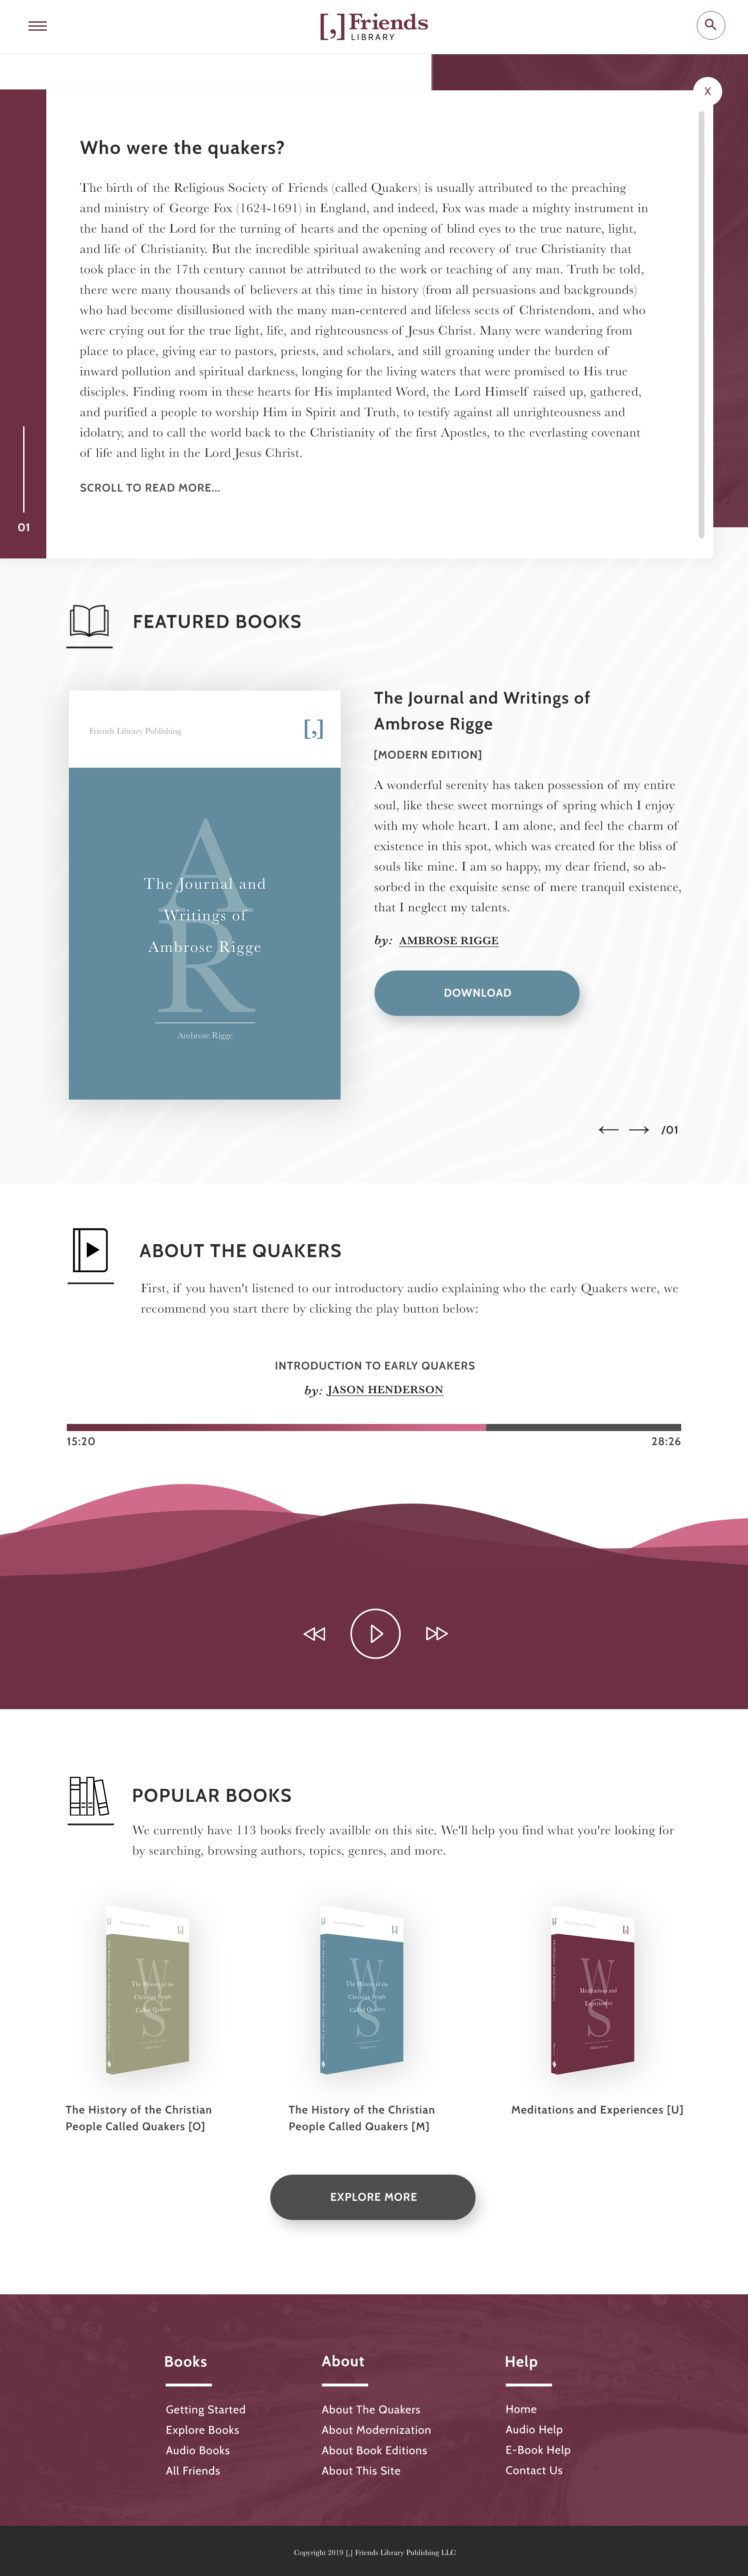 [,] Friends
LIBRARY
X
Who were the quakers?
The birth of the Religious Society of Friends (called Quakers) is usually attributed to the preaching
and ministry of George Fox (1624-1691) in England, and indeed, Fox was made a mighty instrument in
the hand of the Lord for the turning of hearts and the opening of blind eyes to the true nature, light,
and life of Christianity. But the incredible spiritual awakening and recovery of true Christianity that
took place in the 17th century cannot be attributed to the work or teaching of any man. Truth be told,
there were many thousands of believers at this time in history (from all persuasions and backgrounds)
who had become disillusioned with the many man-centered and lifeless sects of Christendom, and who
were crying out for the true light, life, and righteousness of Jesus Christ. Many were wandering from
place to place, giving ear to pastors, priests, and scholars, and still groaning under the burden of
inward pollution and spiritual darkness, longing for the living waters that were promised to His true
disciples. Finding room in these hearts for His implanted Word, the Lord Himself raised up, gathered,
and purified a people to worship Him in Spirit and Truth, to testify against all unrighteousness and
idolatry, and to call the world back to the Christianity of the first Apostles, to the everlasting covenant
of life and light in the Lord Jesus Christ.
SCROLL TO READ MORE...
01
FEATURED BOOKS
Friends Library Publishing
[,]
A
R
The Journal and
Writings of
Ambrose Rigge
Ambrose Rigge
The Journal and Writings of
Ambrose Rigge
[MODERN EDITION]
A wonderful serenity has taken possession of my entire
soul, like these sweet mornings of spring which I enjoy
with my whole heart. I am alone, and feel the charm of
existence in this spot, which was created for the bliss of
souls like mine. I am so happy, my dear friend, so ab-
sorbed in the exquisite sense of mere tranquil existence,
that I neglect my talents.
by: AMBROSE RIGGE
DOWNLOAD
/01
ABOUT THE QUAKERS
First, if you haven't listened to our introductory audio explaining who the early Quakers were, we
recommend you start there by clicking the play button below:
INTRODUCTION TO EARLY QUAKERS
by: JASON HENDERSON
15:20
28:26
POPULAR BOOKS
We currently have 113 books freely availble on this site. We'll help you find what you're looking for
by searching, browsing authors, topics, genres, and more.
[,]
W
S
The History of the
Christian People
Called Quakers
[,]
W
S
The History of the
Christian People
Called Quakers
[,]
W
S
Meditations and
Experiences
The History of the Christian
People Called Quakers [O]
The History of the Christian
People Called Quakers [M]
Meditations and Experiences [U]
EXPLORE MORE
Books
Getting Started
Explore Books
Audio Books
All Friends
About
About The Quakers
About Modernization
About Book Editions
About This Site
Help
Home
Audio Help
E-Book Help
Contact Us
Copyright 2019 [,] Friends Library Publishing LLC